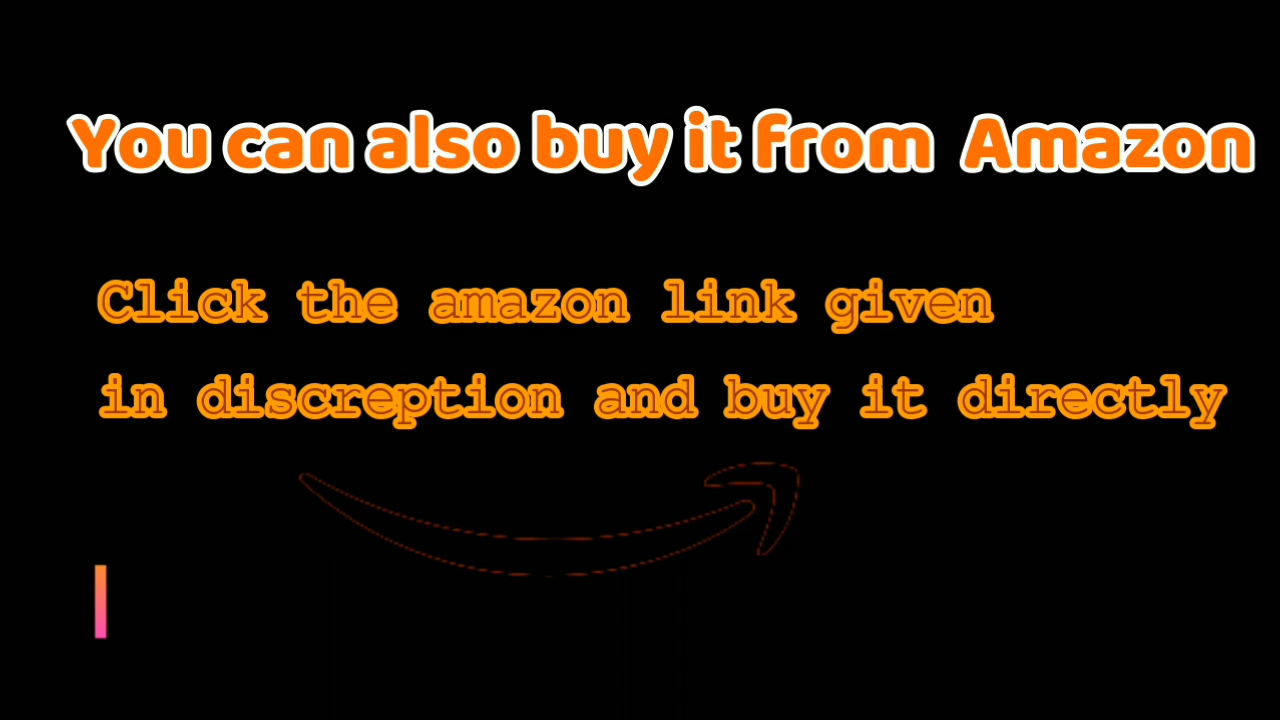 You can also buy it from Amazon
Click the amazon link given
in discreption and buy it directly